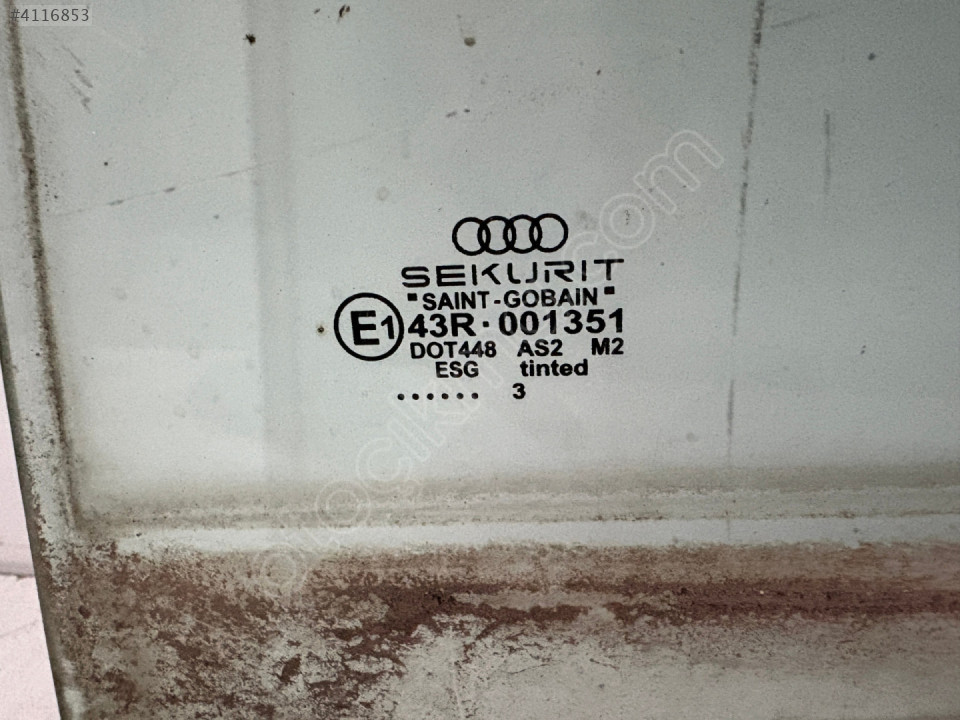 #4116853
SEKURIT
"SAINT-GOBAIN"
E1 43R·001351
DOT448 AS2 M2
ESG tinted
...... 3